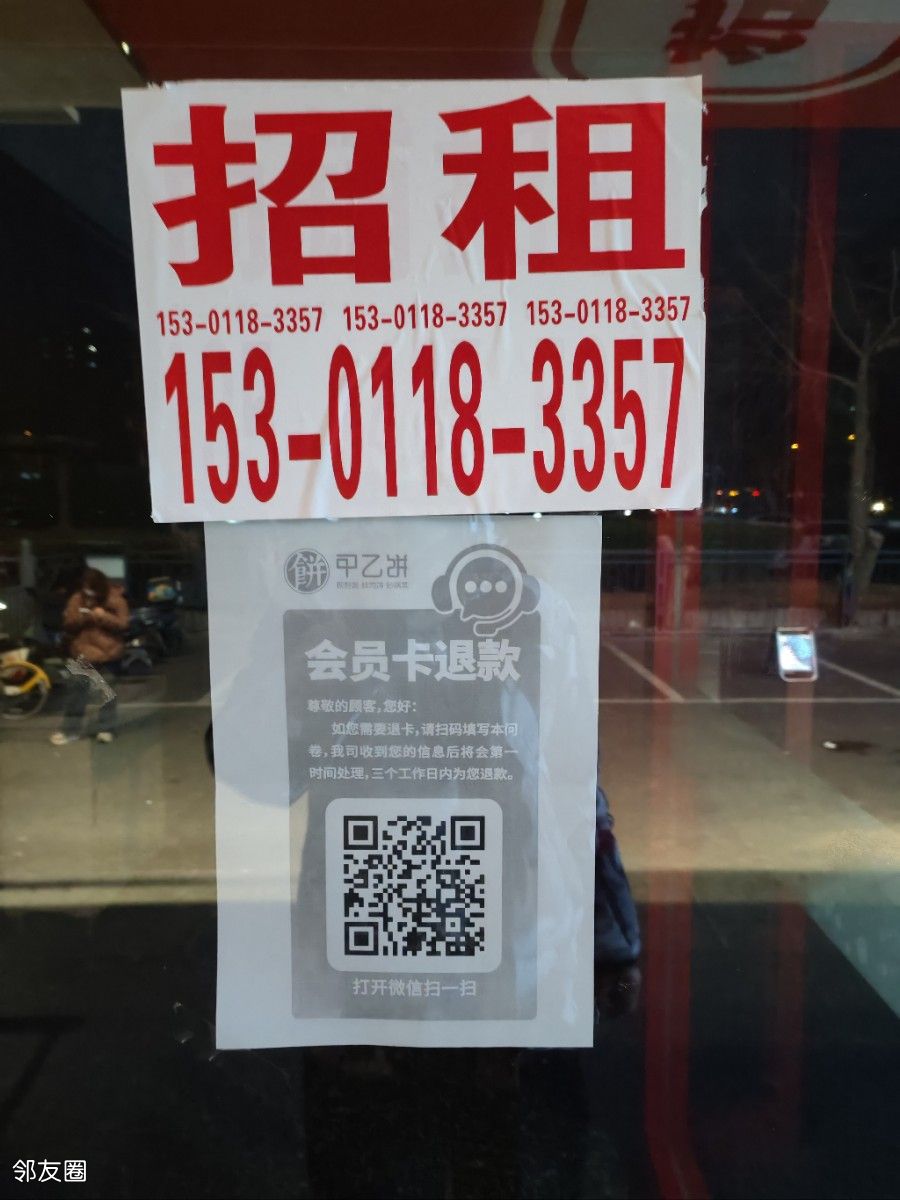 招租
153-0118-3357 153-0118-3357 153-0118-3357
153-0118-3357
餅
甲乙饼
会员卡退款
尊敬的顾客,您好:
如您需要退卡,请扫码填写本问
卷,我司收到您的信息后将会第一
时间处理,三个工作日内为您退款。
打开微信扫一扫
邻友圈